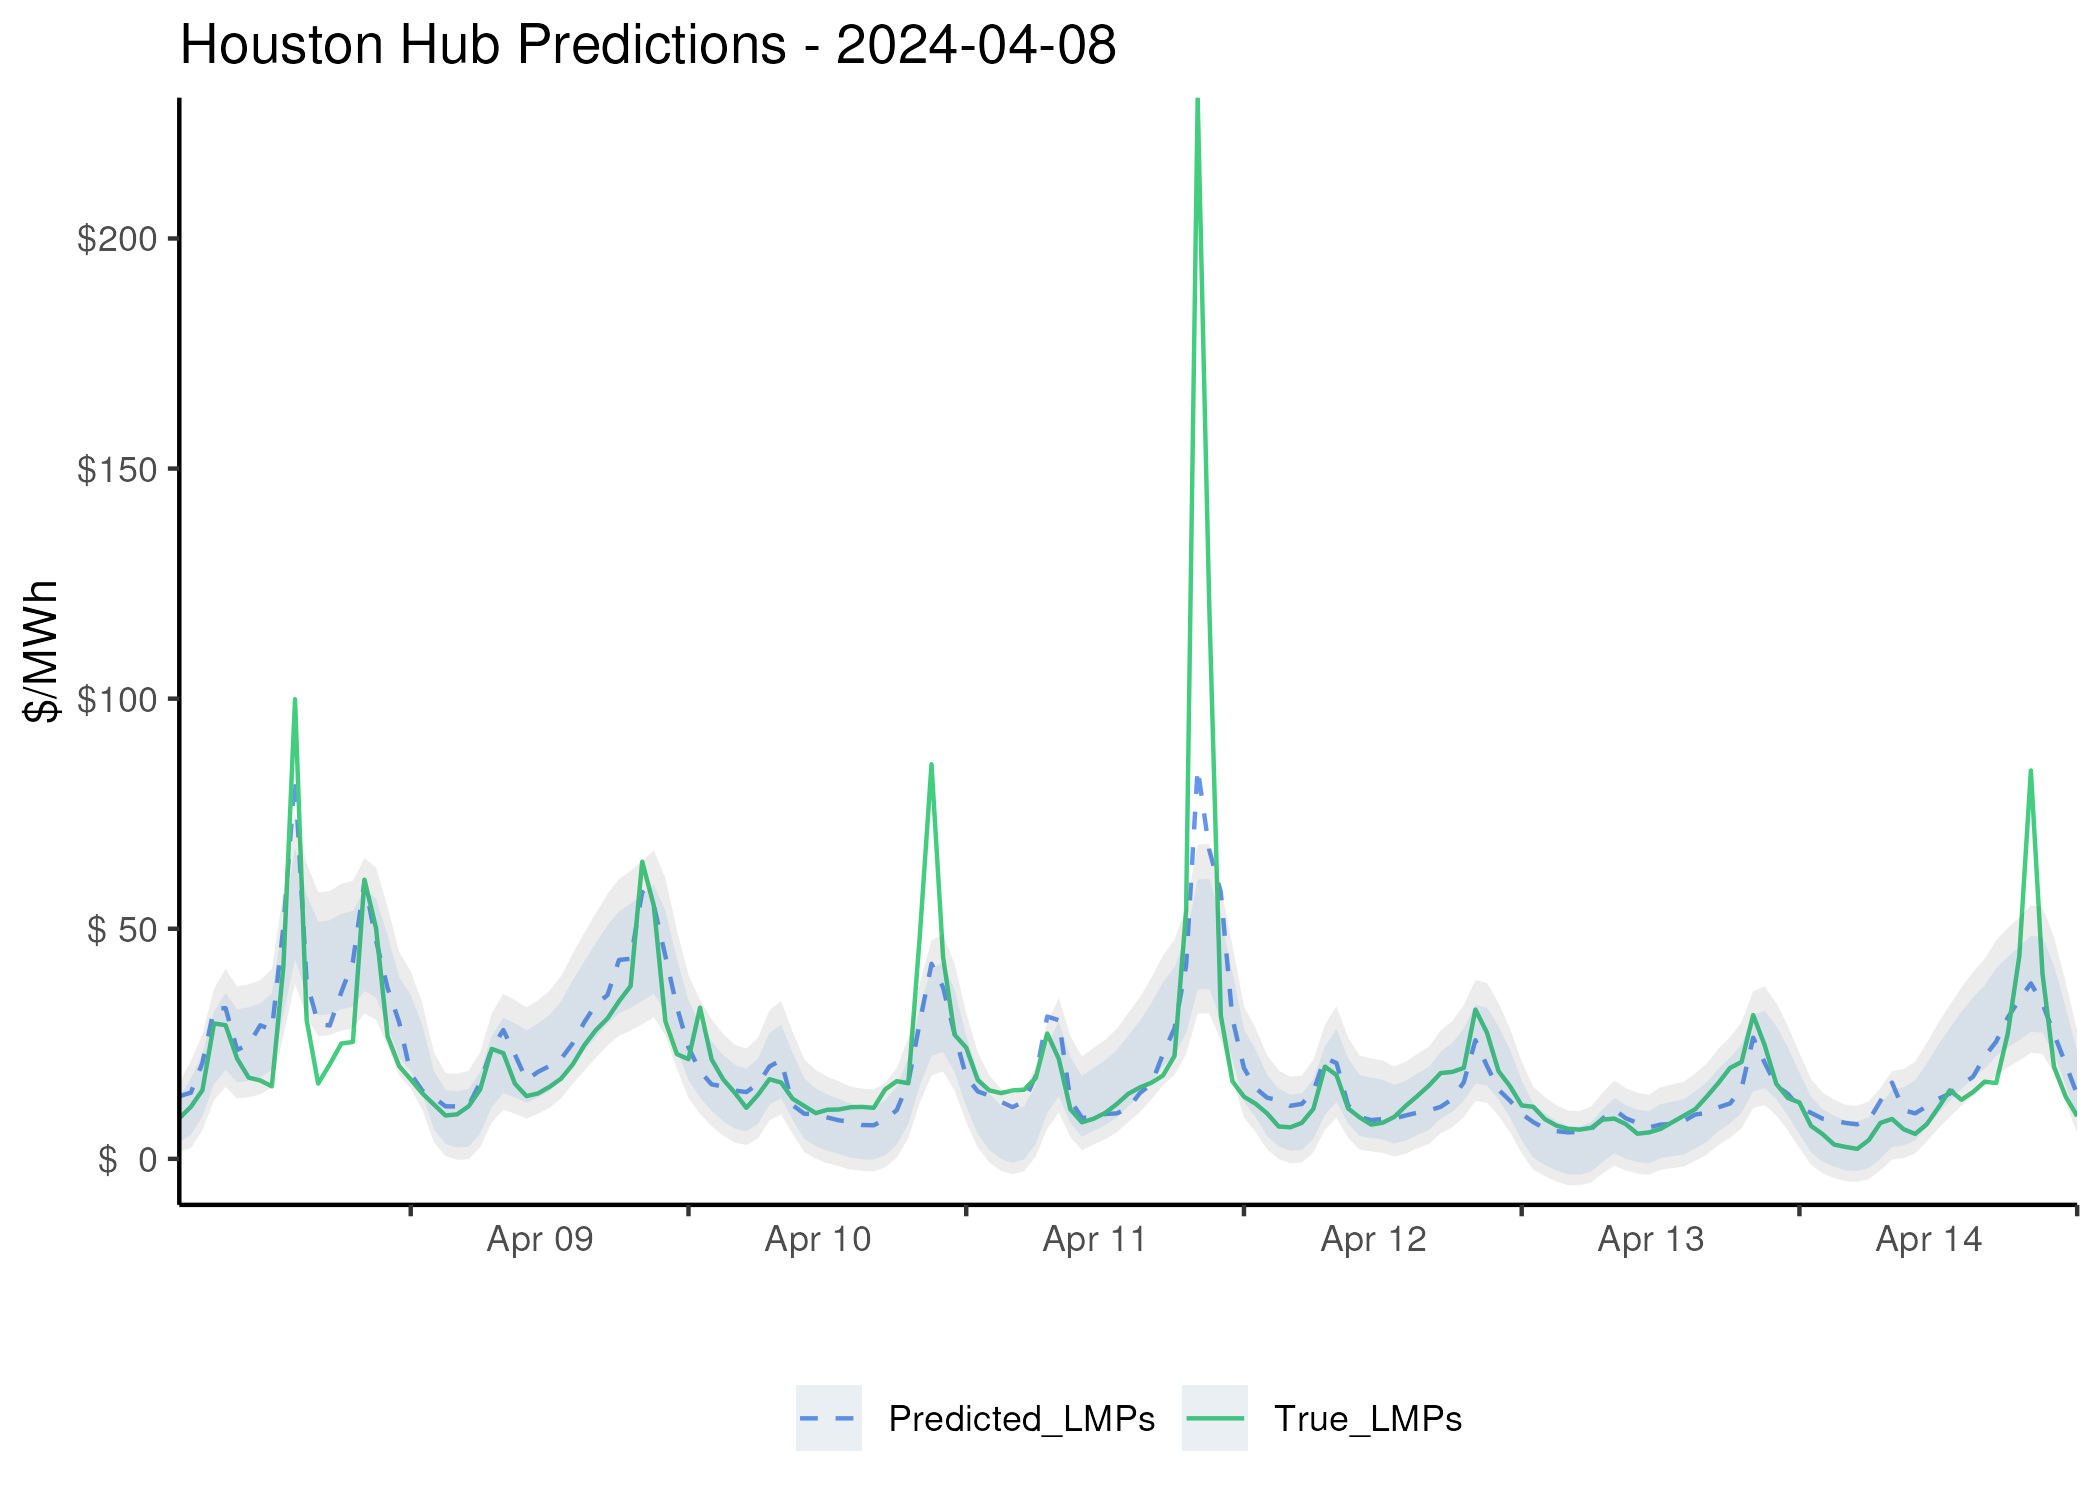 Houston Hub Predictions - 2024-04-08
$/MWh
$200
$150
$100
$ 50
$  0
Apr 09 Apr 10 Apr 11 Apr 12 Apr 13 Apr 14
Predicted_LMPs True_LMPs